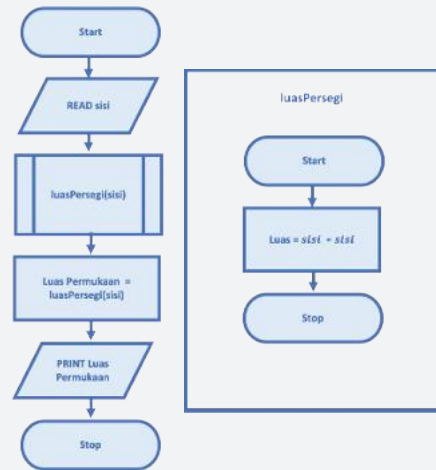 Start
READ sisi
luasPersegi(sisi)
Luas Permukaan =
luasPersegi(sisi)
PRINT Luas
Permukaan
Stop
luasPersegi
Start
Luas = sisi * sisi
Stop